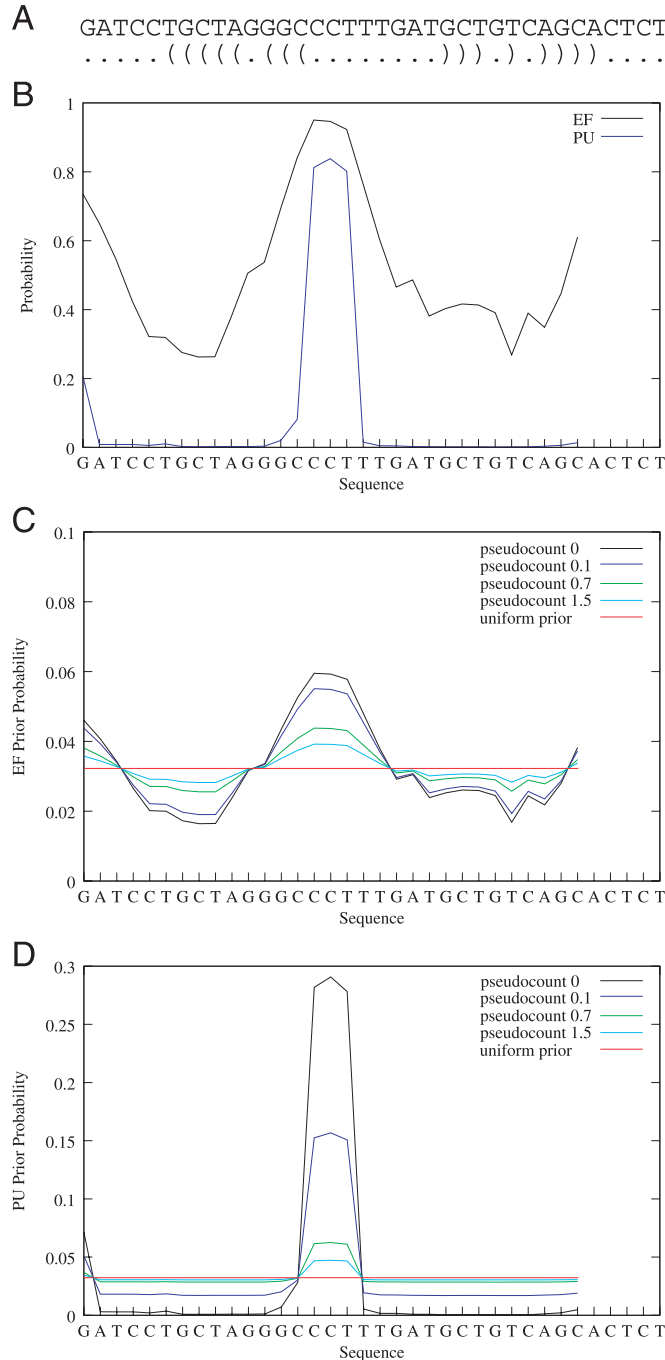 A
GATCCTGCTAGGGCCCTTTGATGCTGTCAGCACTCT
.....(((((.(((........))).).))))....
B
1
EF
PU
0.8
0.6
0.4
0.2
0
Probability
G A T C C T G C T A G G G C C C T T T G A T G C T G T C A G C A C T C T
Sequence
C
0.1
pseudocount 0
pseudocount 0.1
pseudocount 0.7
pseudocount 1.5
uniform prior
0.08
0.06
0.04
0.02
0
EF Prior Probability
G A T C C T G C T A G G G C C C T T T G A T G C T G T C A G C A C T C T
Sequence
D
0.3
pseudocount 0
pseudocount 0.1
pseudocount 0.7
pseudocount 1.5
uniform prior
0.25
0.2
0.15
0.1
0.05
0
PU Prior Probability
G A T C C T G C T A G G G C C C T T T G A T G C T G T C A G C A C T C T
Sequence